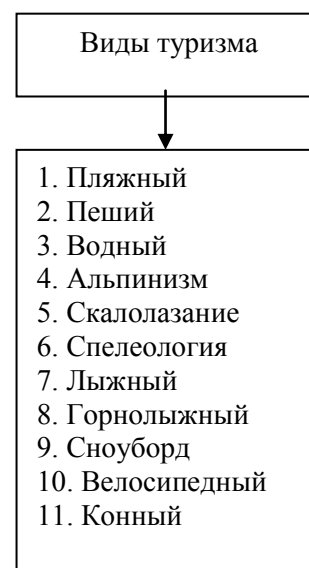 Виды туризма
1. Пляжный
2. Пеший
3. Водный
4. Альпинизм
5. Скалолазание
6. Спелеология
7. Лыжный
8. Горнолыжный
9. Сноуборд
10. Велосипедный
11. Конный